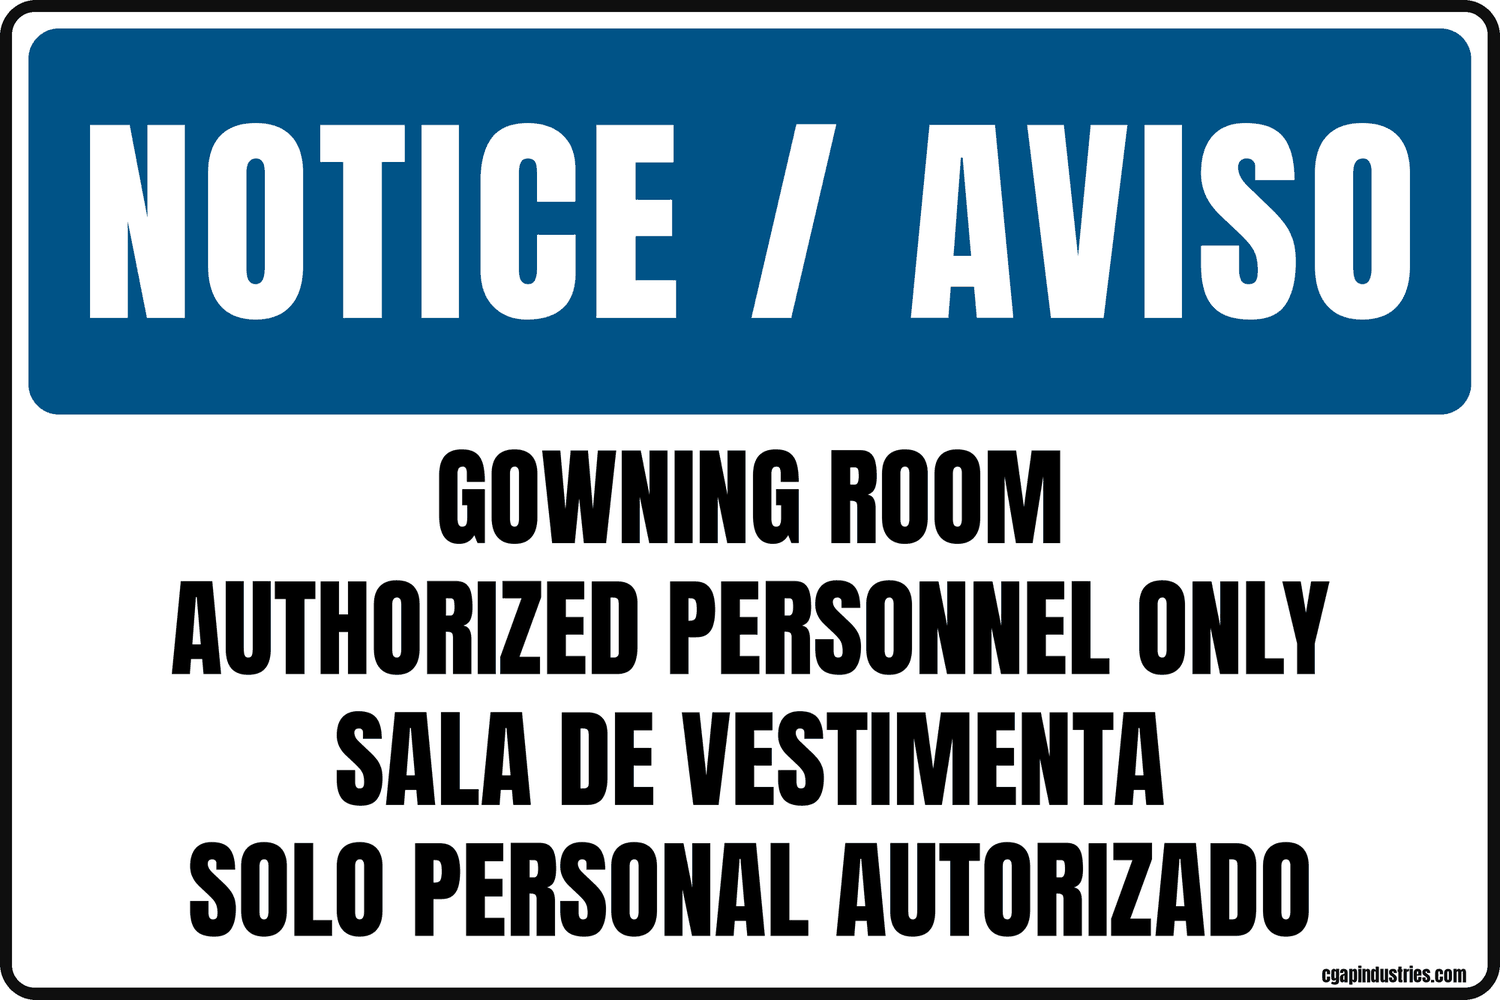 NOTICE / AVISO
GOWNING ROOM
AUTHORIZED PERSONNEL ONLY
SALA DE VESTIMENTA
SOLO PERSONAL AUTORIZADO
cgapindustries.com